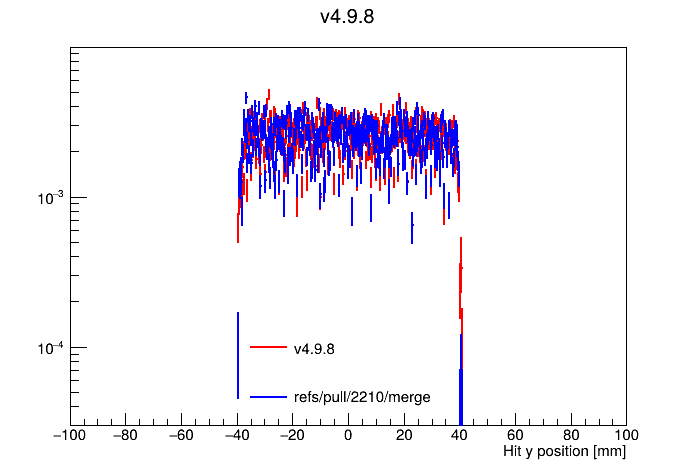 v4.9.8
10⁻³
10⁻⁴
v4.9.8
refs/pull/2210/merge
−100 −80 −60 −40 −20 0 20 40 60 80 100
Hit y position [mm]